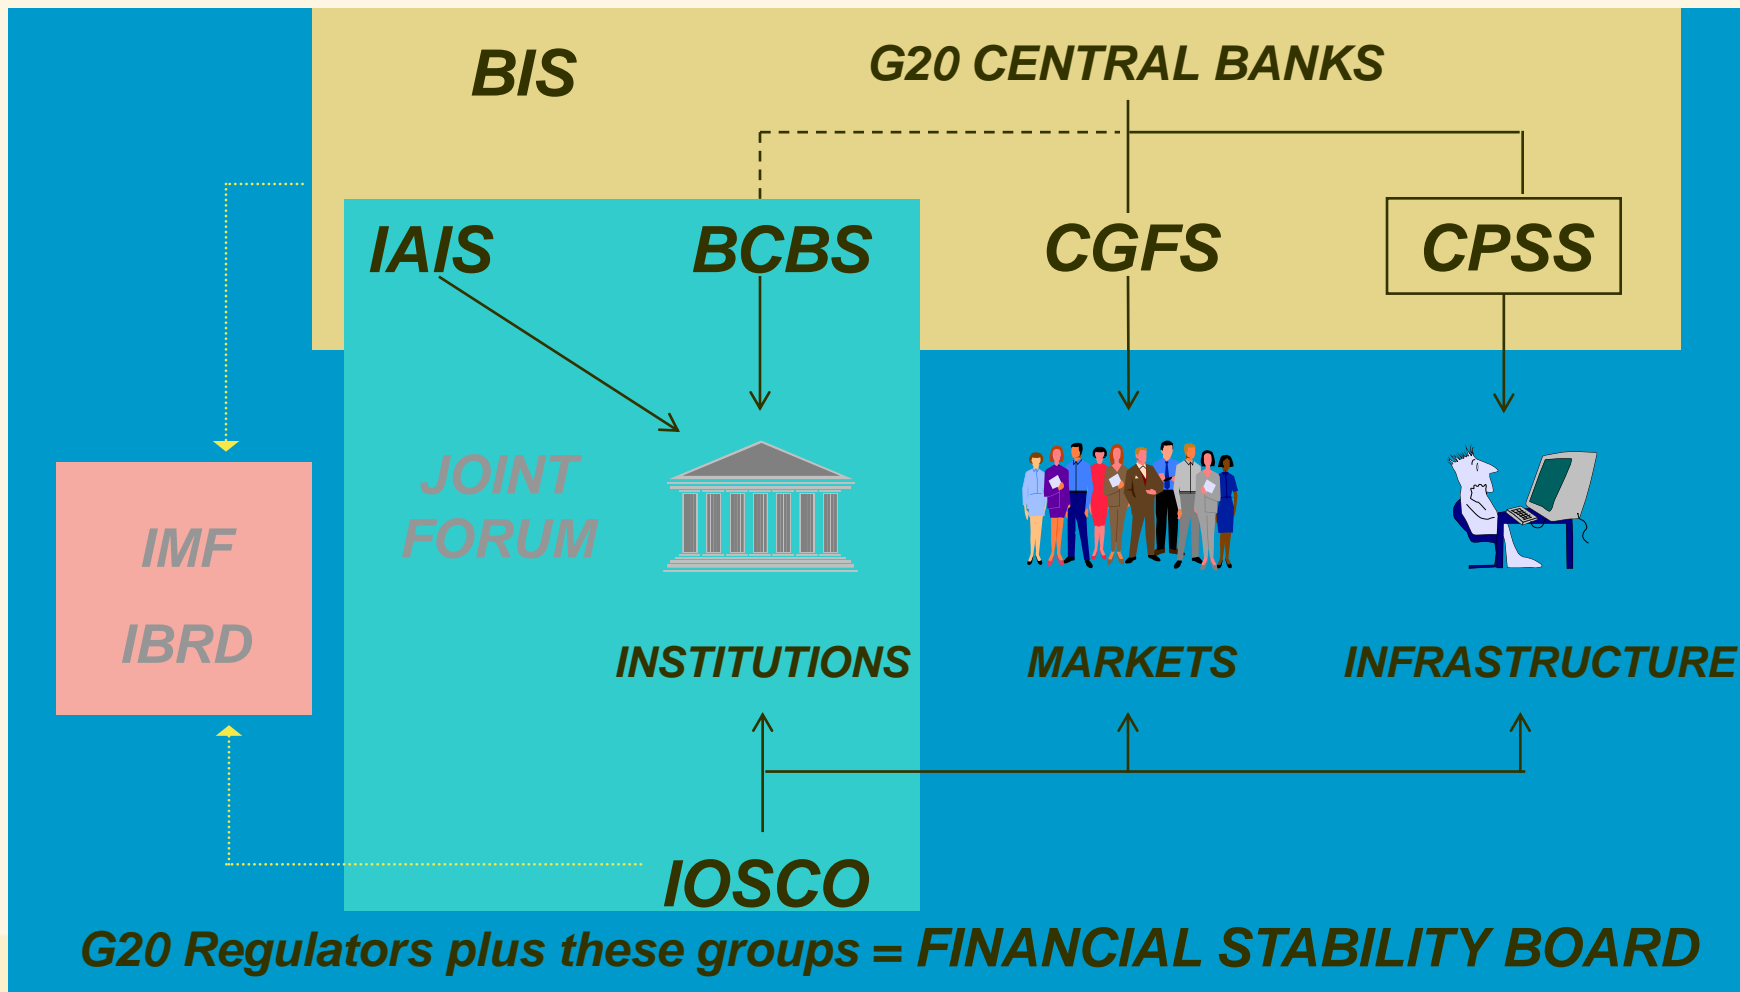 BIS
G20 CENTRAL BANKS
IAIS
BCBS
CGFS
CPSS
JOINT
FORUM
IMF
IBRD
INSTITUTIONS
MARKETS
INFRASTRUCTURE
IOSCO
G20 Regulators plus these groups = FINANCIAL STABILITY BOARD